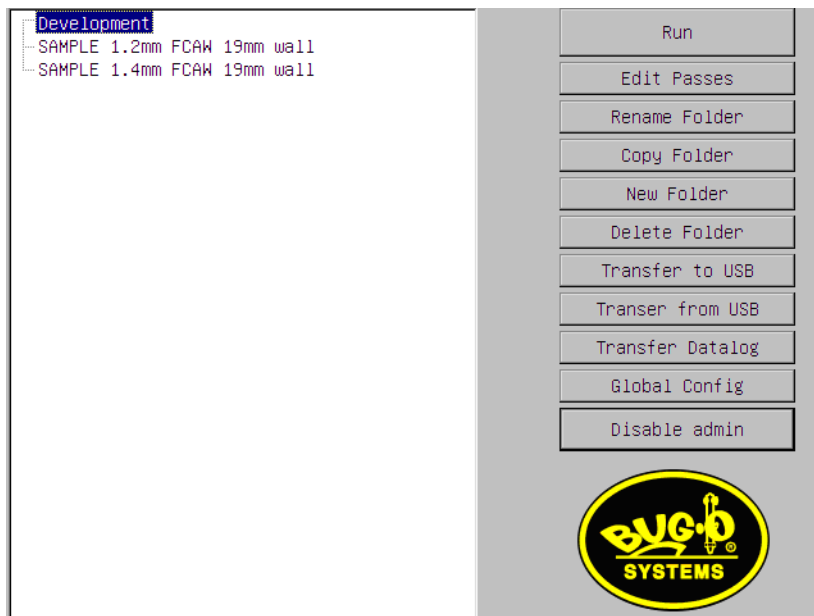 Development
SAMPLE 1.2mm FCAW 19mm wall
SAMPLE 1.4mm FCAW 19mm wall
Run
Edit Passes
Rename Folder
Copy Folder
New Folder
Delete Folder
Transfer to USB
Transer from USB
Transfer Datalog
Global Config
Disable admin
BUG-O
®
SYSTEMS